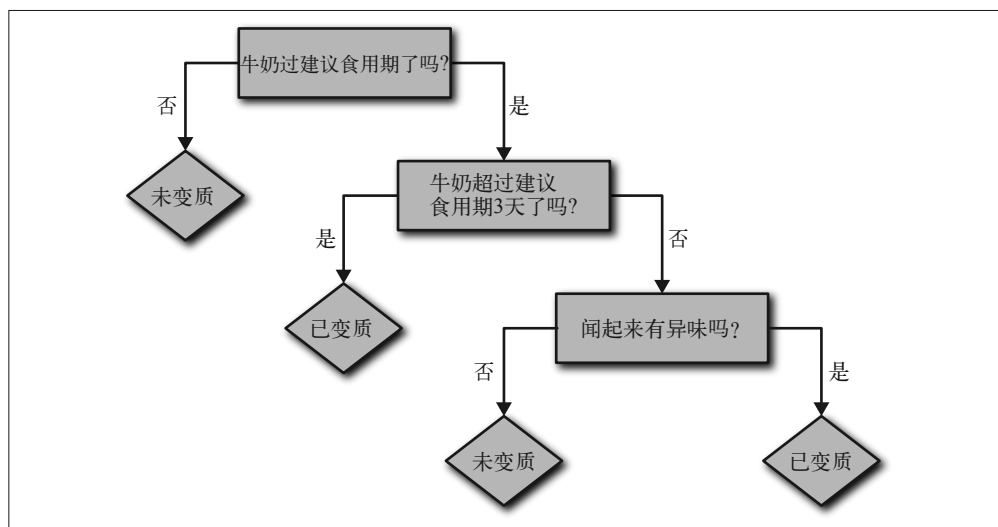 牛奶过建议食用期了吗?
否
是
未变质
牛奶超过建议
食用期3天了吗?
是
否
已变质
闻起来有异味吗?
否
是
未变质
已变质